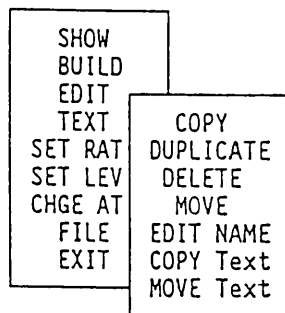 SHOW
BUILD
EDIT
TEXT
SET RAT
SET LEV
CHGE AT
FILE
EXIT
COPY
DUPLICATE
DELETE
MOVE
EDIT NAME
COPY Text
MOVE Text